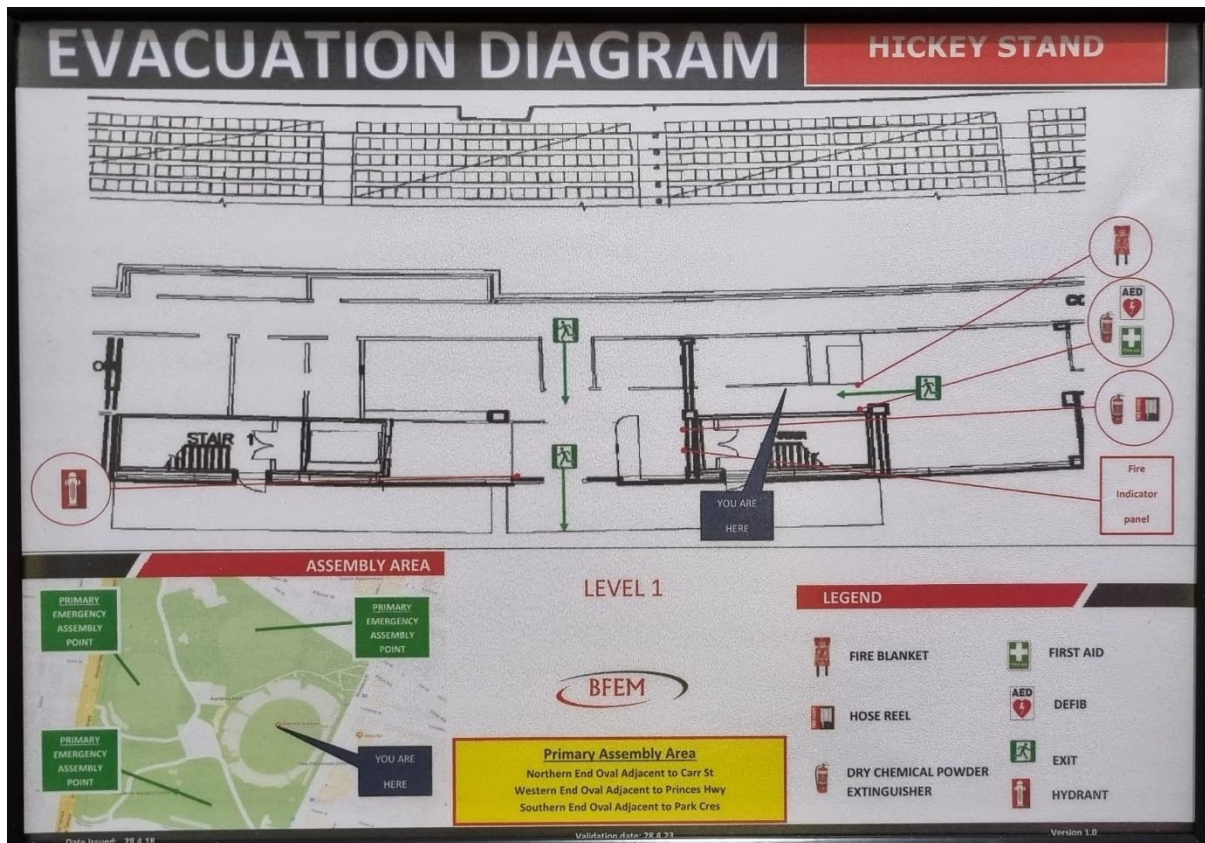 EVACUATION DIAGRAM
HICKEY STAND
AED
First Aid
STAIR 1
YOU ARE
HERE
Fire
Indicator
panel
ASSEMBLY AREA
PRIMARY
EMERGENCY
ASSEMBLY
POINT
PRIMARY
EMERGENCY
ASSEMBLY
POINT
PRIMARY
EMERGENCY
ASSEMBLY
POINT
YOU ARE
HERE
LEVEL 1
BFEM
Primary Assembly Area
Northern End Oval Adjacent to Carr St
Western End Oval Adjacent to Princes Hwy
Southern End Oval Adjacent to Park Cres
LEGEND
FIRE BLANKET
HOSE REEL
DRY CHEMICAL POWDER
EXTINGUISHER
FIRST AID
AED
DEFIB
EXIT
HYDRANT
Date Issued: 28.4.18
Validation date: 28.4.23
Version 1.0